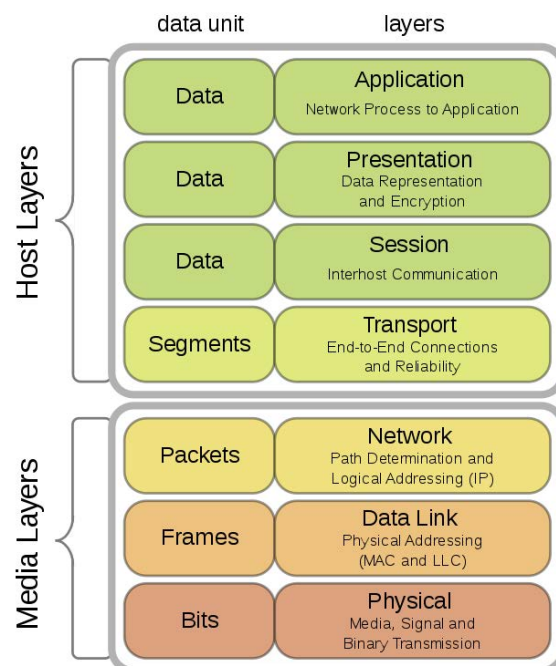 data unit layers
Host Layers
Data
Application
Network Process to Application
Data
Presentation
Data Representation
and Encryption
Data
Session
Interhost Communication
Segments
Transport
End-to-End Connections
and Reliability
Media Layers
Packets
Network
Path Determination and
Logical Addressing (IP)
Frames
Data Link
Physical Addressing
(MAC and LLC)
Bits
Physical
Media, Signal and
Binary Transmission